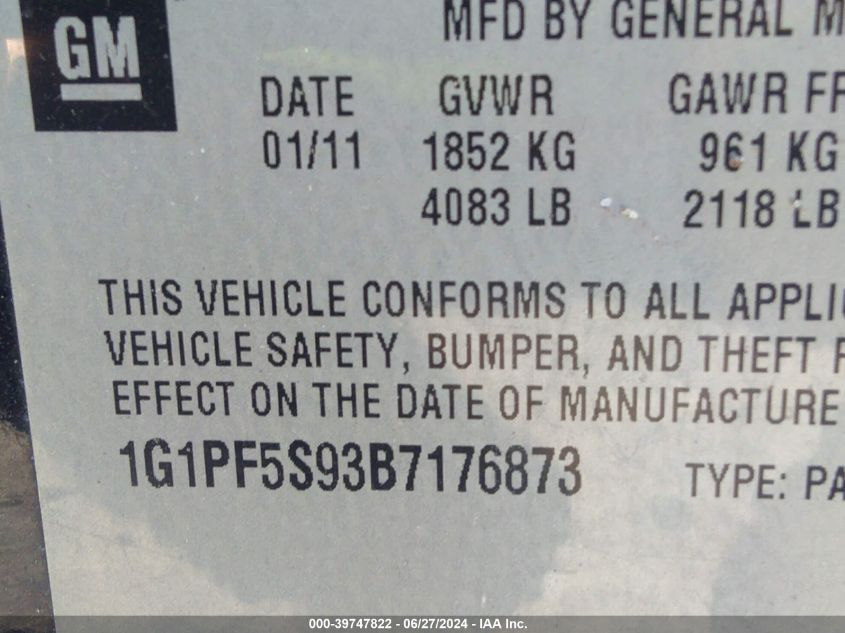 GM
MFD BY GENERAL M
DATE GVWR GAWR FR
01/11 1852 KG 961 KG
4083 LB 2118 LB
THIS VEHICLE CONFORMS TO ALL APPLIC
VEHICLE SAFETY, BUMPER, AND THEFT
EFFECT ON THE DATE OF MANUFACTURE
1G1PF5S93B7176873 TYPE: PA
000-39747822 - 06/27/2024 - IAA Inc.